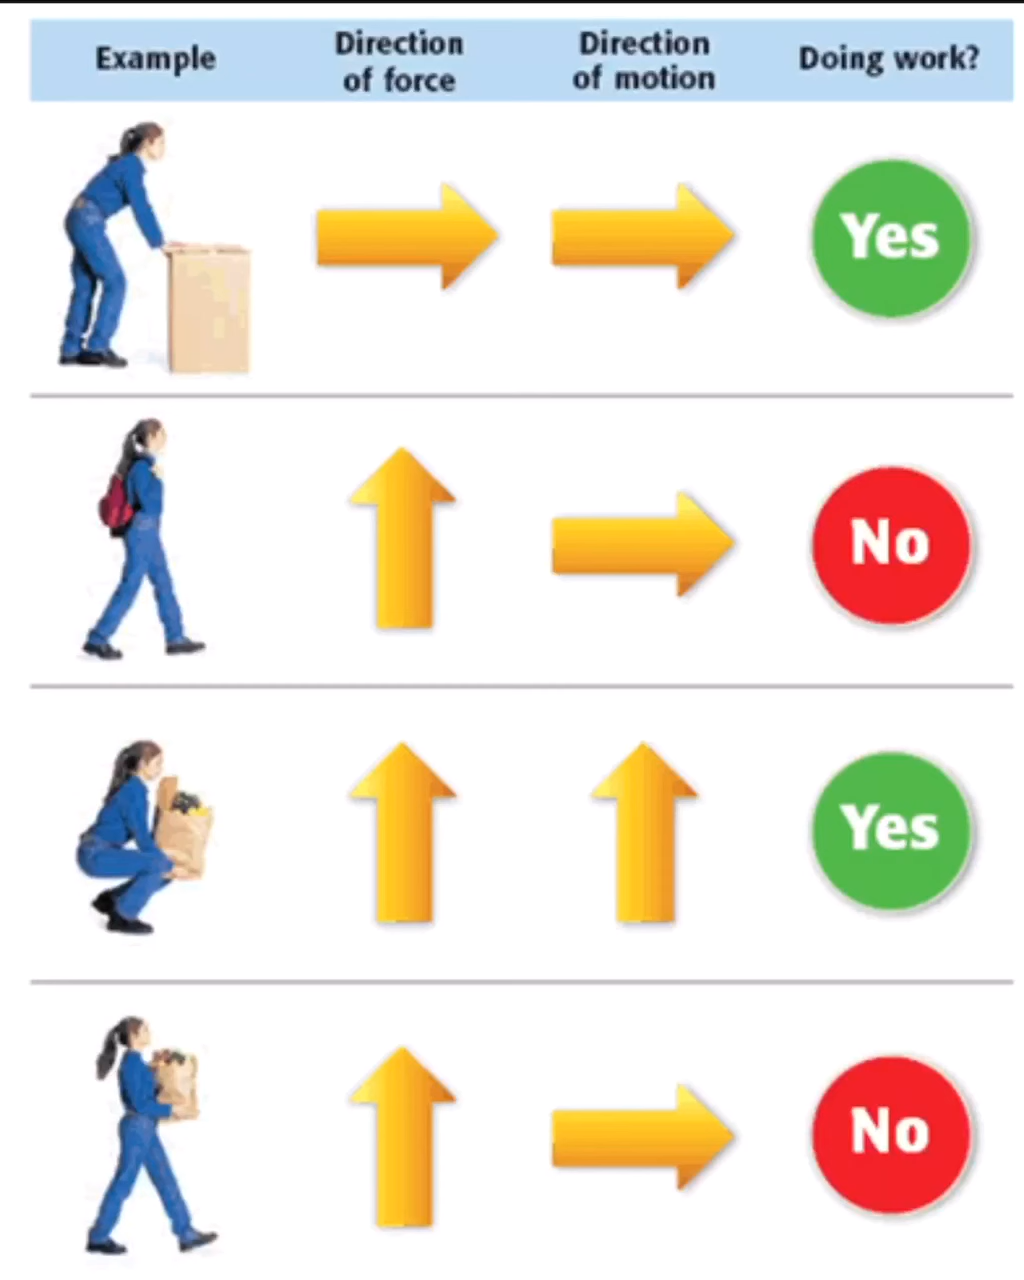 Example
Direction
of force
Direction
of motion
Doing work?
Yes
No
Yes
No